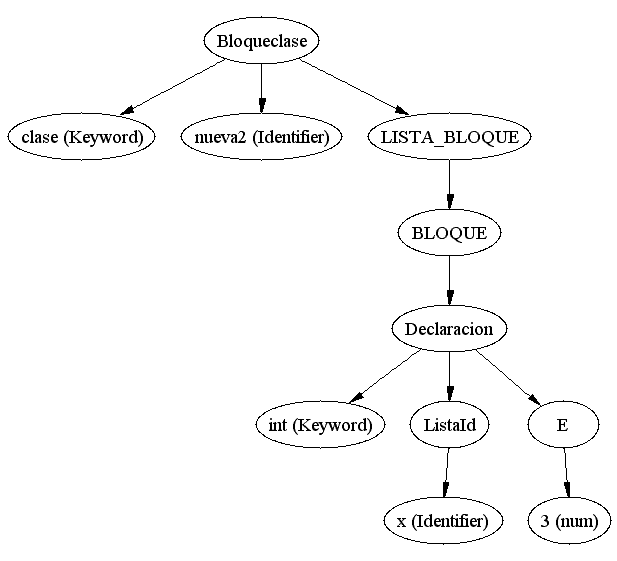 Bloqueclase
clase (Keyword)
nueva2 (Identifier)
LISTA_BLOQUE
BLOQUE
Declaracion
int (Keyword)
ListaId
E
x (Identifier)
3 (num)